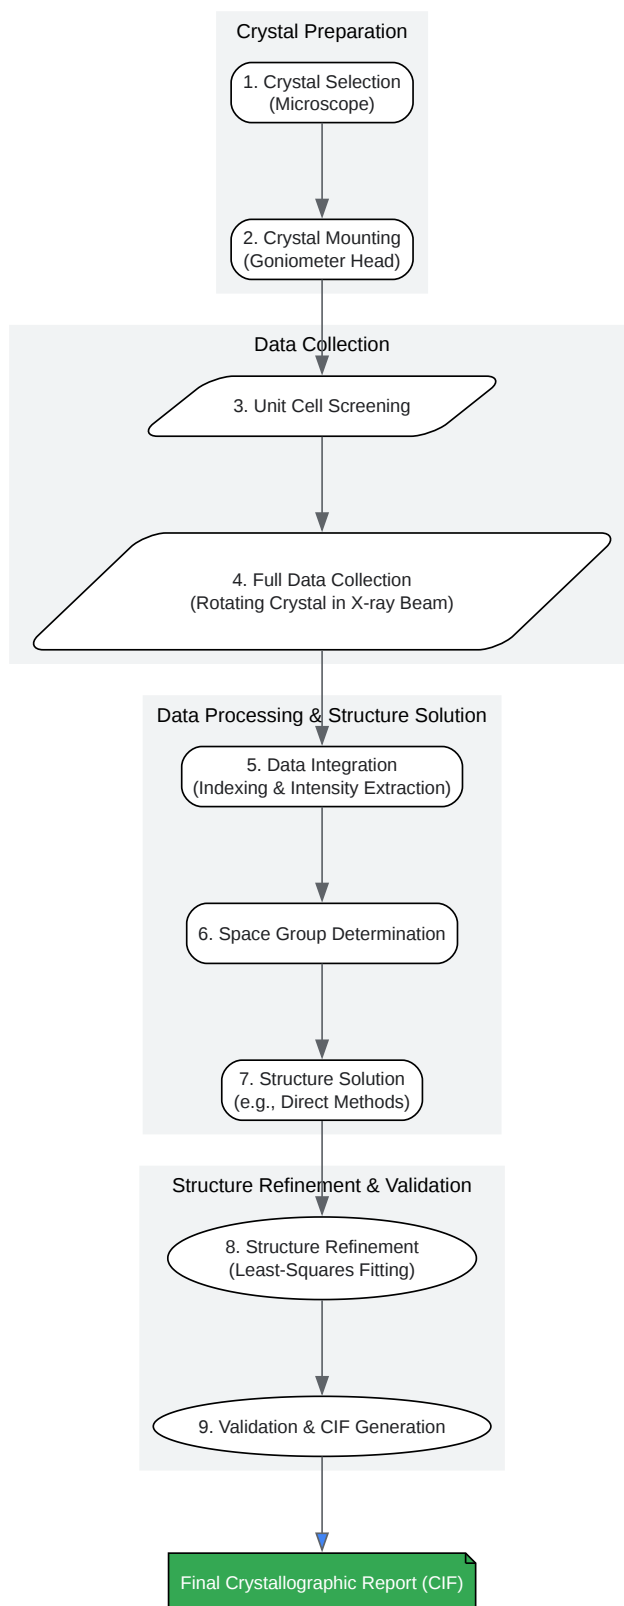 Crystal Preparation
1. Crystal Selection
(Microscope)
2. Crystal Mounting
(Goniometer Head)
Data Collection
3. Unit Cell Screening
4. Full Data Collection
(Rotating Crystal in X-ray Beam)
Data Processing & Structure Solution
5. Data Integration
(Indexing & Intensity Extraction)
6. Space Group Determination
7. Structure Solution
(e.g., Direct Methods)
Structure Refinement & Validation
8. Structure Refinement
(Least-Squares Fitting)
9. Validation & CIF Generation
Final Crystallographic Report (CIF)